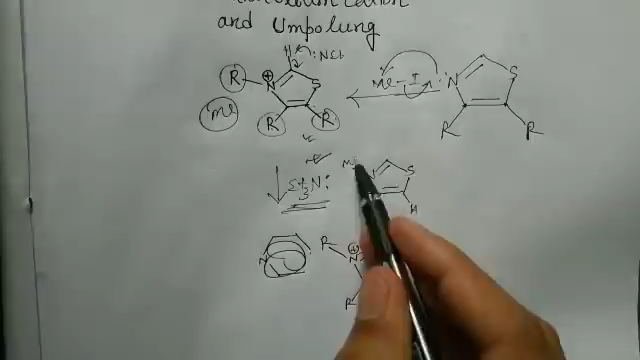 and Umpolung
H :NEt
R N ⊕ S
Me-I
:N S
R R
Me
R R
Et3N:
S
H
N R ⊕ N
R